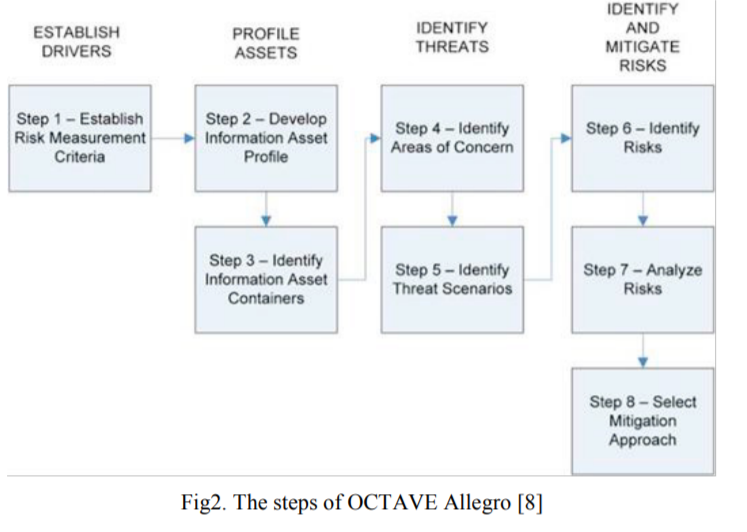 ESTABLISH
DRIVERS
PROFILE
ASSETS
IDENTIFY
THREATS
IDENTIFY
AND
MITIGATE
RISKS
Step 1 – Establish
Risk Measurement
Criteria
Step 2 – Develop
Information Asset
Profile
Step 3 – Identify
Information Asset
Containers
Step 4 – Identify
Areas of Concern
Step 5 – Identify
Threat Scenarios
Step 6 – Identify
Risks
Step 7 – Analyze
Risks
Step 8 – Select
Mitigation
Approach
Fig2. The steps of OCTAVE Allegro [8]